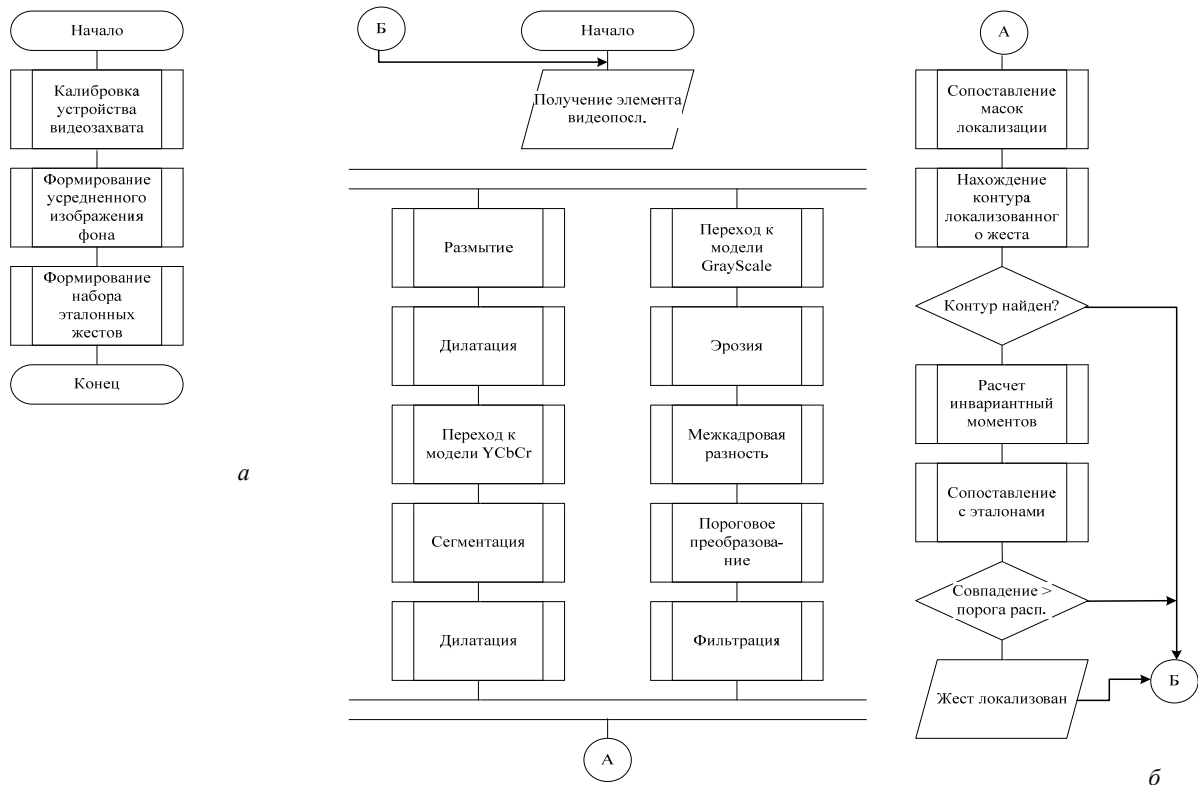 Начало
Калибровка
устройства
видеозахвата
Формирование
усредненного
изображения
фона
Формирование
набора
эталонных
жестов
Конец
а
Б
Начало
Получение элемента
видеопосл.
Размытие
Дилатация
Переход к
модели YCbCr
Сегментация
Дилатация
Переход к
модели
GrayScale
Эрозия
Межкадровая
разность
Пороговое
преобразова-
ние
Фильтрация
А
А
Сопоставление
масок
локализации
Нахождение
контура
локализованног
о жеста
Контур найден?
Расчет
инвариантный
моментов
Сопоставление
с эталонами
Совпадение >
порога расп.
Жест локализован
Б
б